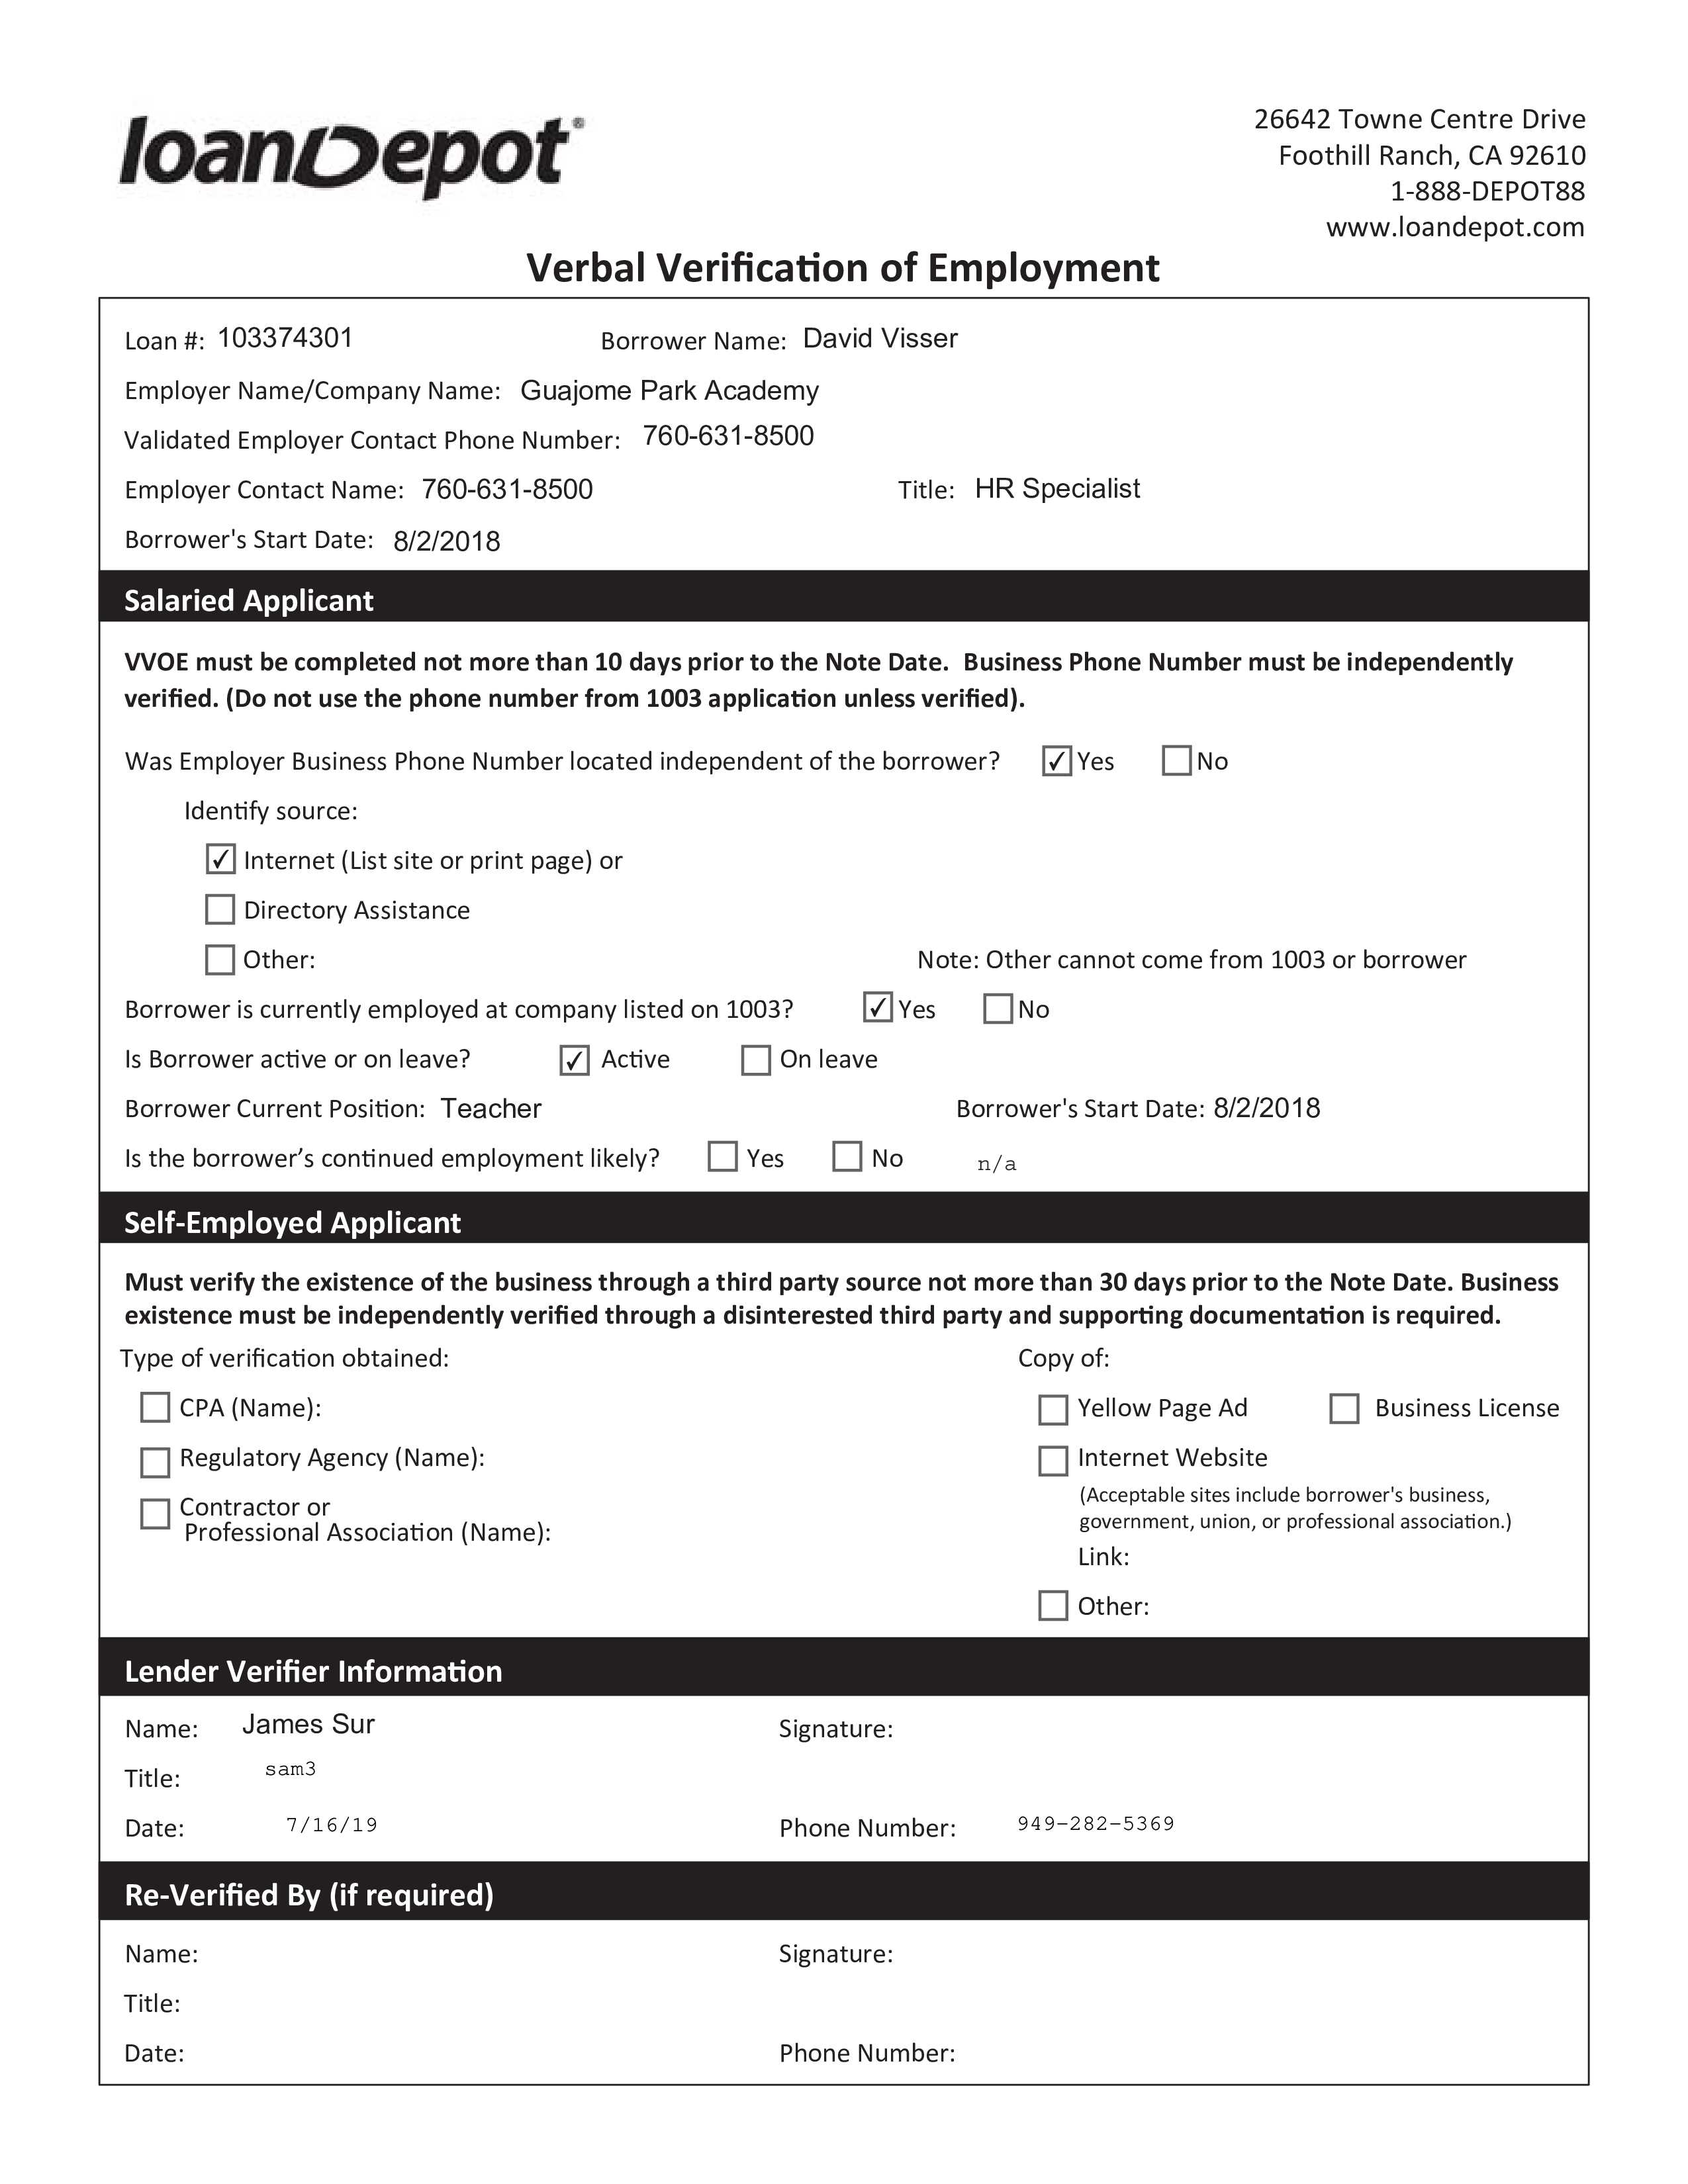 loanDepot®
26642 Towne Centre Drive
Foothill Ranch, CA 92610
1-888-DEPOT88
www.loandepot.com
Verbal Verification of Employment
Loan #: 103374301 Borrower Name: David Visser
Employer Name/Company Name: Guajome Park Academy
Validated Employer Contact Phone Number: 760-631-8500
Employer Contact Name: 760-631-8500 Title: HR Specialist
Borrower's Start Date: 8/2/2018
Salaried Applicant
VVOE must be completed not more than 10 days prior to the Note Date. Business Phone Number must be independently
verified. (Do not use the phone number from 1003 application unless verified).
Was Employer Business Phone Number located independent of the borrower? ✓ Yes No
Identify source:
✓ Internet (List site or print page) or
Directory Assistance
Other: Note: Other cannot come from 1003 or borrower
Borrower is currently employed at company listed on 1003? ✓ Yes No
Is Borrower active or on leave? ✓ Active On leave
Borrower Current Position: Teacher Borrower's Start Date: 8/2/2018
Is the borrower’s continued employment likely? Yes No n/a
Self-Employed Applicant
Must verify the existence of the business through a third party source not more than 30 days prior to the Note Date. Business
existence must be independently verified through a disinterested third party and supporting documentation is required.
Type of verification obtained: Copy of:
CPA (Name): Yellow Page Ad Business License
Regulatory Agency (Name): Internet Website
Contractor or
Professional Association (Name):
(Acceptable sites include borrower's business,
government, union, or professional association.)
Link:
Other:
Lender Verifier Information
Name: James Sur Signature:
Title: sam3
Date: 7/16/19 Phone Number: 949-282-5369
Re-Verified By (if required)
Name: Signature:
Title:
Date: Phone Number: